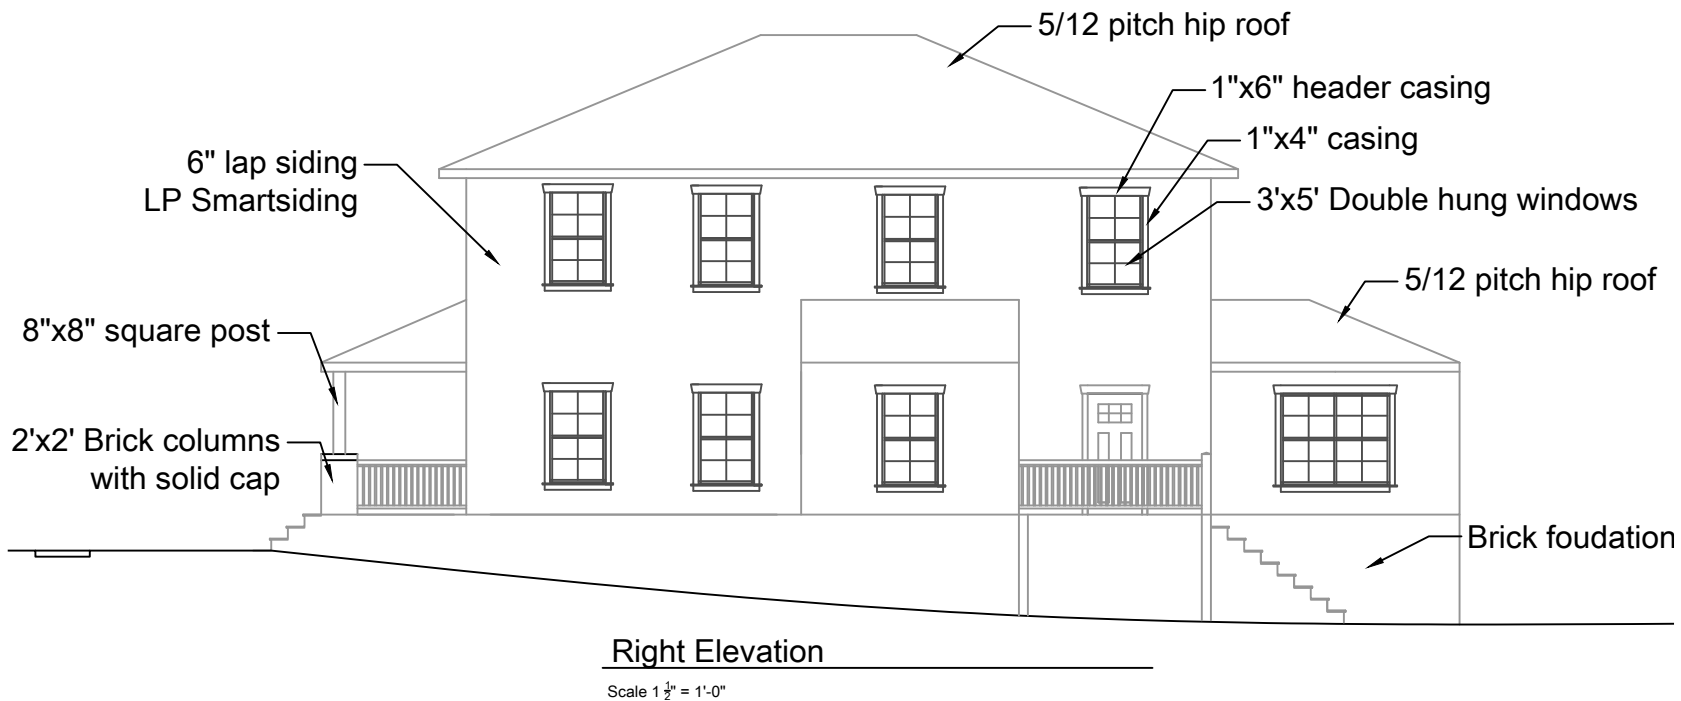 5/12 pitch hip roof
1"x6" header casing
1"x4" casing
6" lap siding
LP Smartsiding
3'x5' Double hung windows
5/12 pitch hip roof
8"x8" square post
2'x2' Brick columns
with solid cap
Brick foudation
Right Elevation
Scale 1 1/2" = 1'-0"